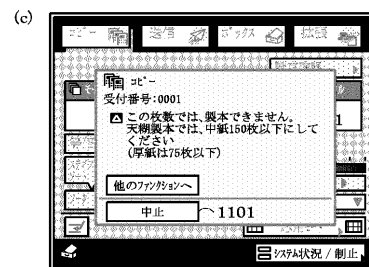 (c)
ｺﾋﾟｰ 送信 ﾎﾞｯｸｽ 拡張
ｺﾋﾟｰ
受付番号:0001
この枚数では、製本できません。
天糊製本では、中紙150枚以下にして
ください
(厚紙は75枚以下)
他のﾌｧﾝｸｼｮﾝへ
中止 1101
ｼｽﾃﾑ状況 / 制止